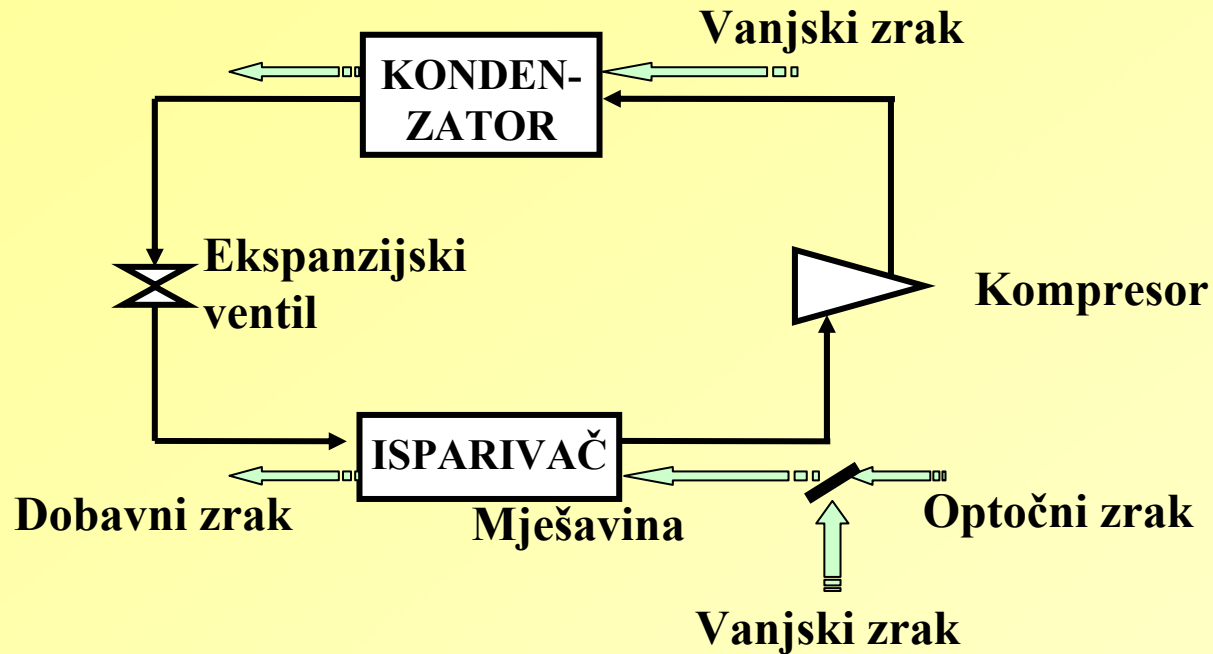 Vanjski zrak
KONDEN-
ZATOR
Ekspanzijski
ventil
Kompresor
ISPARIVAČ
Dobavni zrak
Mješavina
Optočni zrak
Vanjski zrak